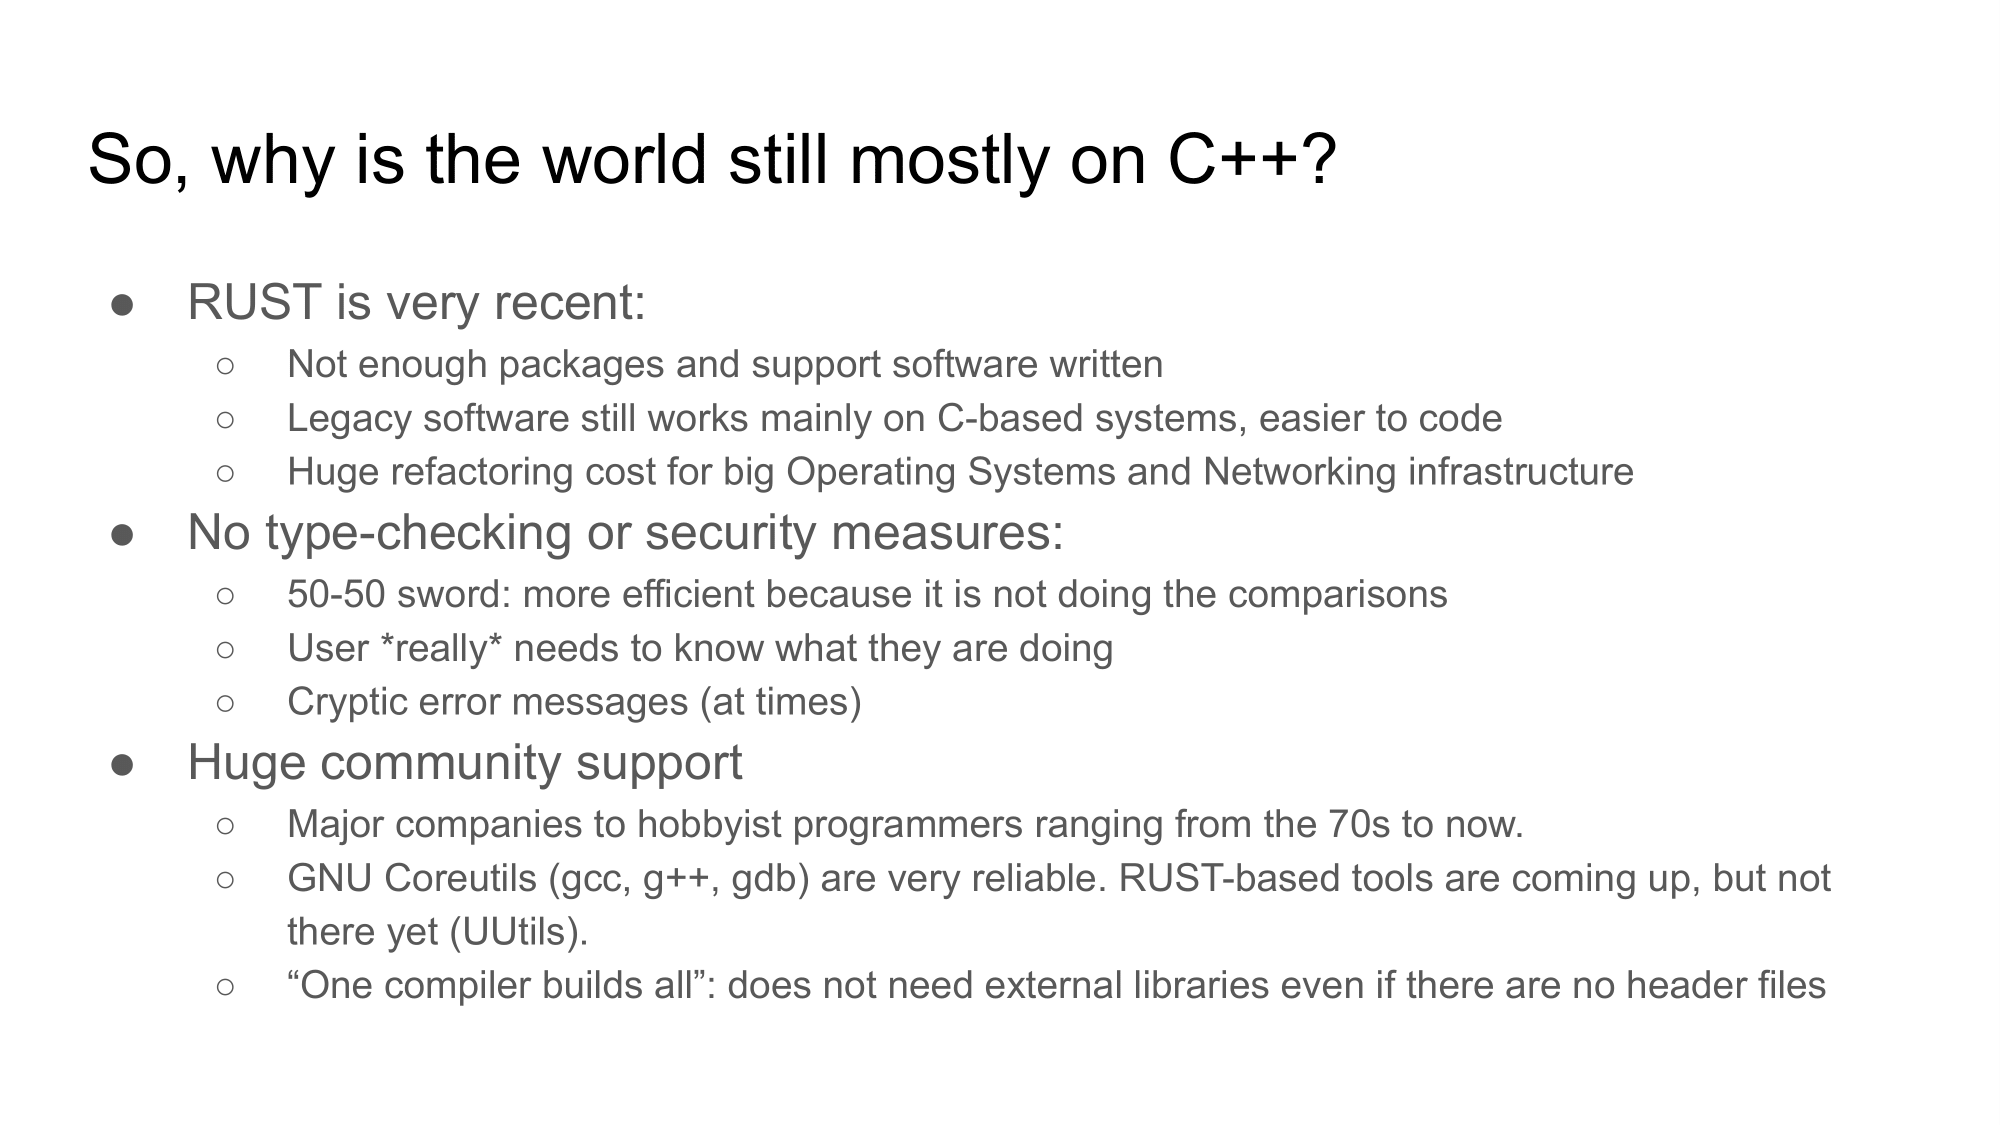 So, why is the world still mostly on C++?
● RUST is very recent:
○ Not enough packages and support software written
○ Legacy software still works mainly on C-based systems, easier to code
○ Huge refactoring cost for big Operating Systems and Networking infrastructure
● No type-checking or security measures:
○ 50-50 sword: more efficient because it is not doing the comparisons
○ User *really* needs to know what they are doing
○ Cryptic error messages (at times)
● Huge community support
○ Major companies to hobbyist programmers ranging from the 70s to now.
○ GNU Coreutils (gcc, g++, gdb) are very reliable. RUST-based tools are coming up, but not
there yet (UUtils).
○ “One compiler builds all”: does not need external libraries even if there are no header files